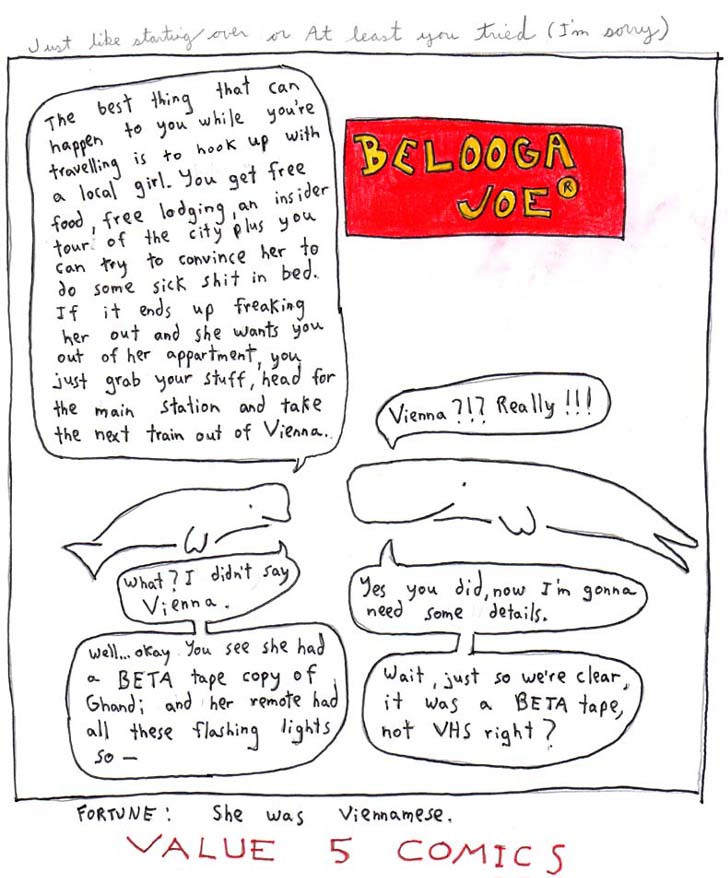 Just like starting over or At least you tried (I'm sorry)
The best thing that can
happen to you while you're
travelling is to hook up with
a local girl. You get free
food, free lodging, an insider
tour of the city plus you
can try to convince her to
do some sick shit in bed.
If it ends up freaking
her out and she wants you
out of her appartment, you
just grab your stuff, head for
the main station and take
the next train out of Vienna..
BELOOGA
JOE®
Vienna ?!? Really !!!
What? I didn't say
Vienna.
Yes you did, now I'm gonna
need some details.
Well... okay. You see she had
a BETA tape copy of
Ghandi and her remote had
all these flashing lights
so —
Wait, just so we're clear,
it was a BETA tape,
not VHS right?
FORTUNE: She was Viennamese.
VALUE 5 COMICS